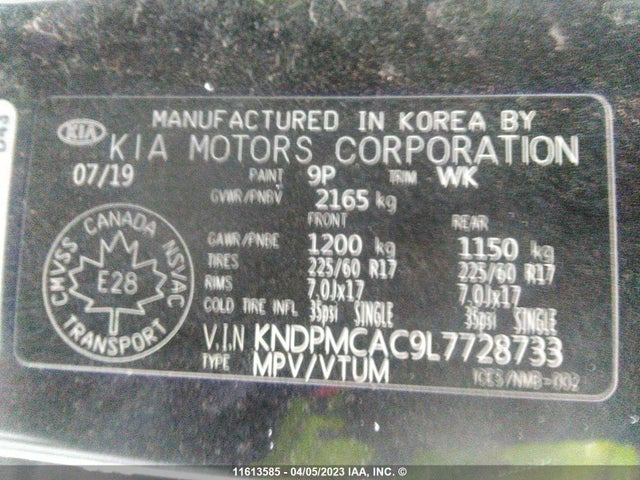 MANUFACTURED IN KOREA BY
KIA KIA MOTORS CORPORATION
07/19 PAINT 9P TRIM WK
GVWR/PNBV 2165 kg
FRONT REAR
GAWR/PNBE 1200 kg 1150 kg
TIRES 225/60 R17 225/60 R17
RIMS 7.0Jx17 7.0Jx17
COLD TIRE INFL 35psi SINGLE 35psi SINGLE
CANADA
CMVSS NSVAC
E28
TRANSPORT
V.I.N KNDPMCAC9L7728733
TYPE MPV/VTUM ICES/NMB-002
11613585 - 04/05/2023 IAA, INC. ©